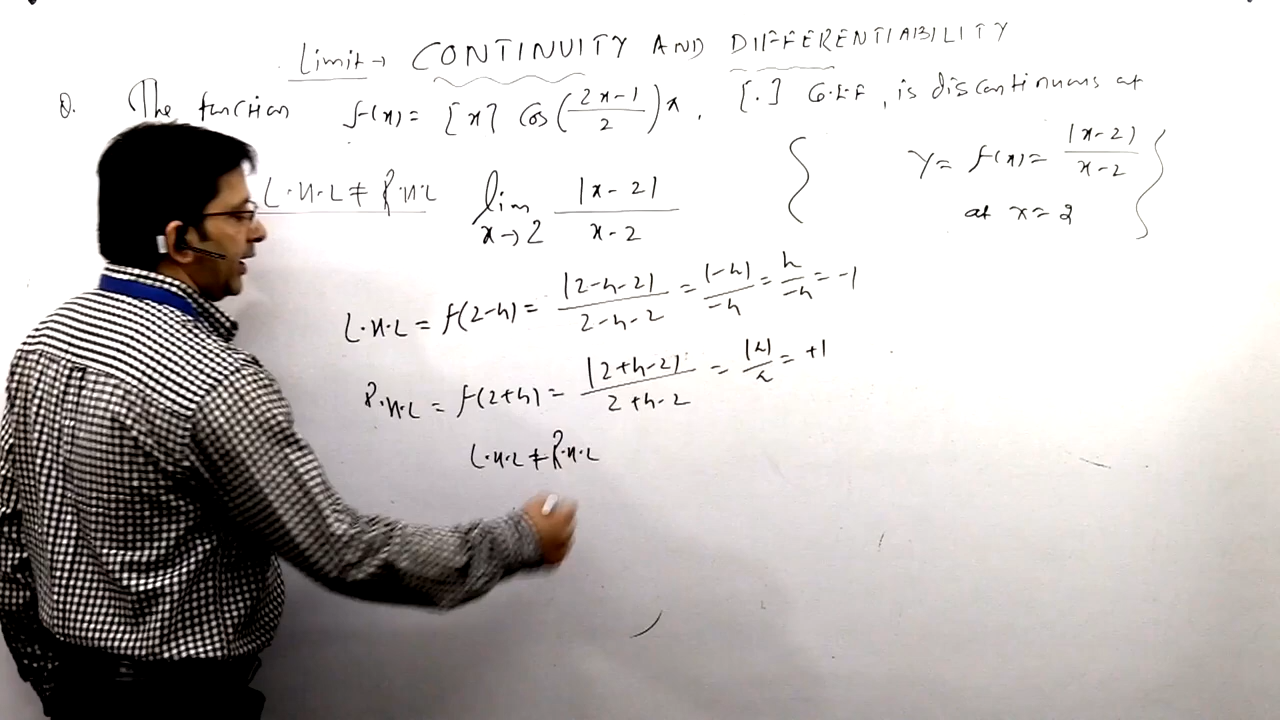 Limit → CONTINUITY AND DIFFERENTIABILITY
Q. The function f(x) = [x] cos(2x-1/2)π, [.] G.I.F, is discontinuous at
L.H.L ≠ R.H.L lim x→2 |x-2|/x-2 { y = f(x) = |x-2|/x-2 }
at x = 2
L.H.L = f(2-h) = |2-h-2|/2-h-2 = |-h|/-h = h/-h = -1
R.H.L = f(2+h) = |2+h-2|/2+h-2 = |h|/h = +1
L.H.L ≠ R.H.L